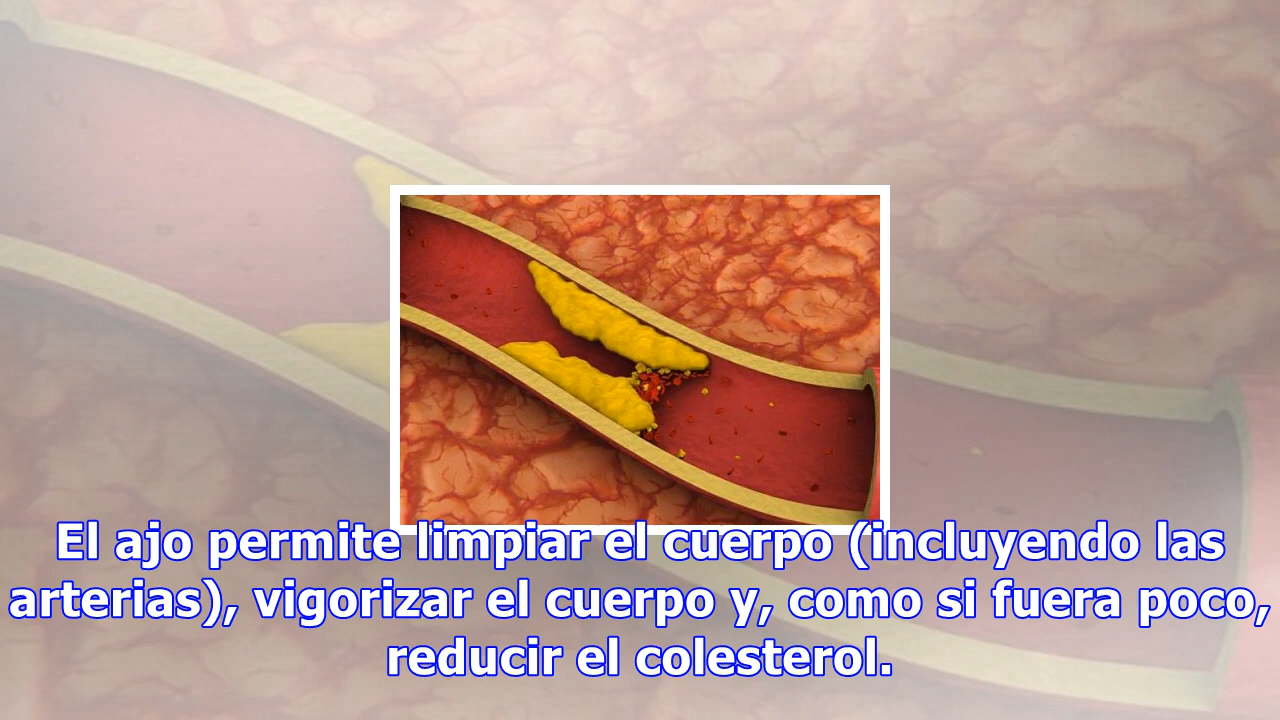 El ajo permite limpiar el cuerpo (incluyendo las
arterias), vigorizar el cuerpo y, como si fuera poco,
reducir el colesterol.